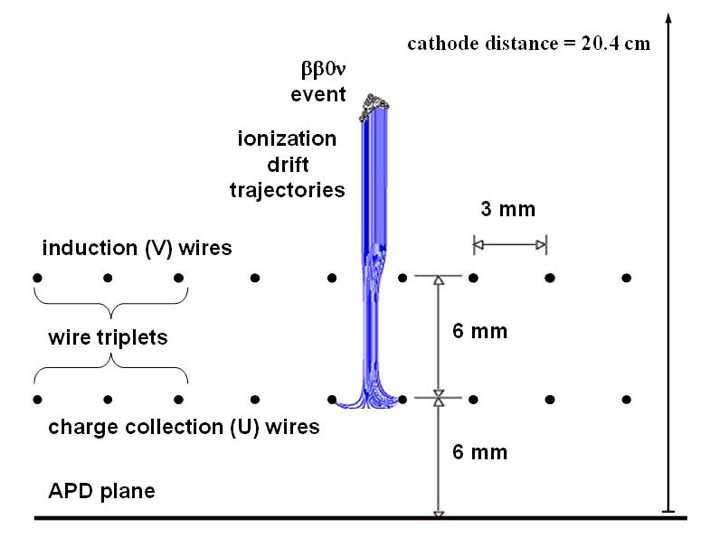 cathode distance = 20.4 cm
ββ0ν
event
ionization
drift
trajectories
3 mm
induction (V) wires
wire triplets
6 mm
charge collection (U) wires
6 mm
APD plane